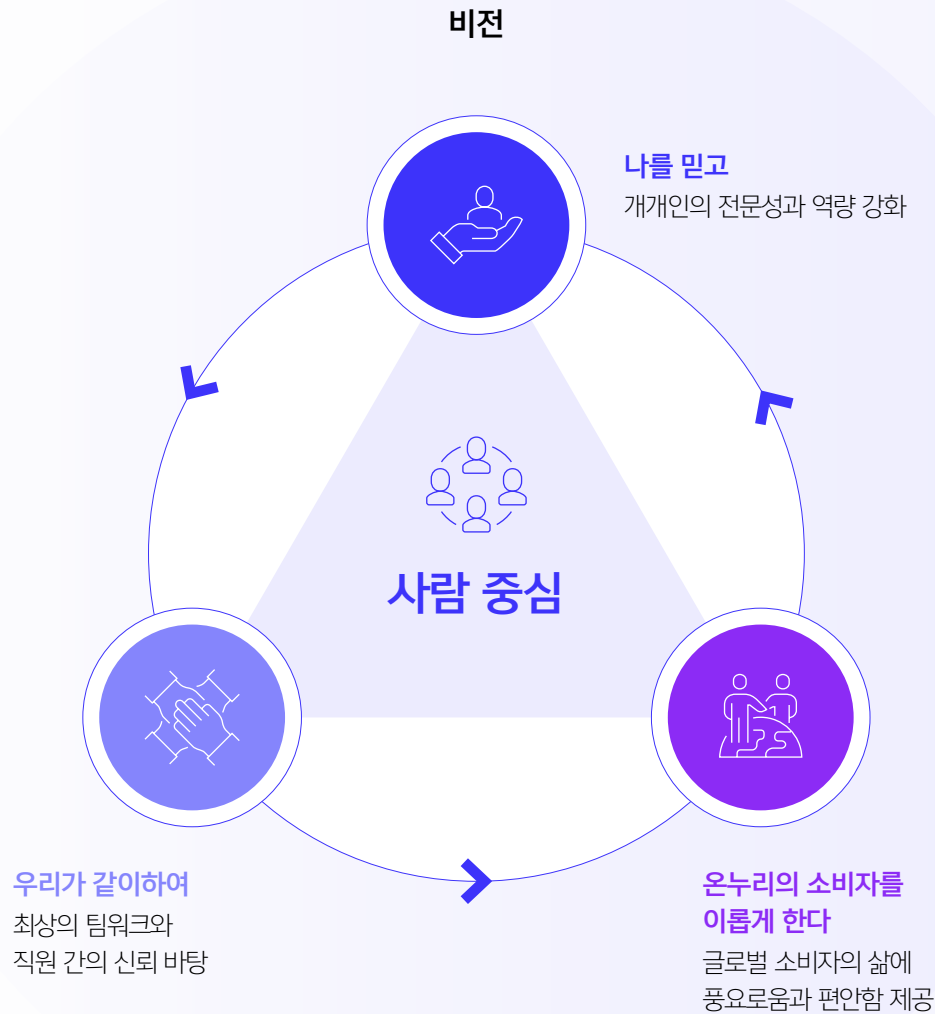 비전
나를 믿고
개개인의 전문성과 역량 강화
사람 중심
우리가 같이하여
최상의 팀워크와
직원 간의 신뢰 바탕
온누리의 소비자를
이롭게 한다
글로벌 소비자의 삶에
풍요로움과 편안함 제공